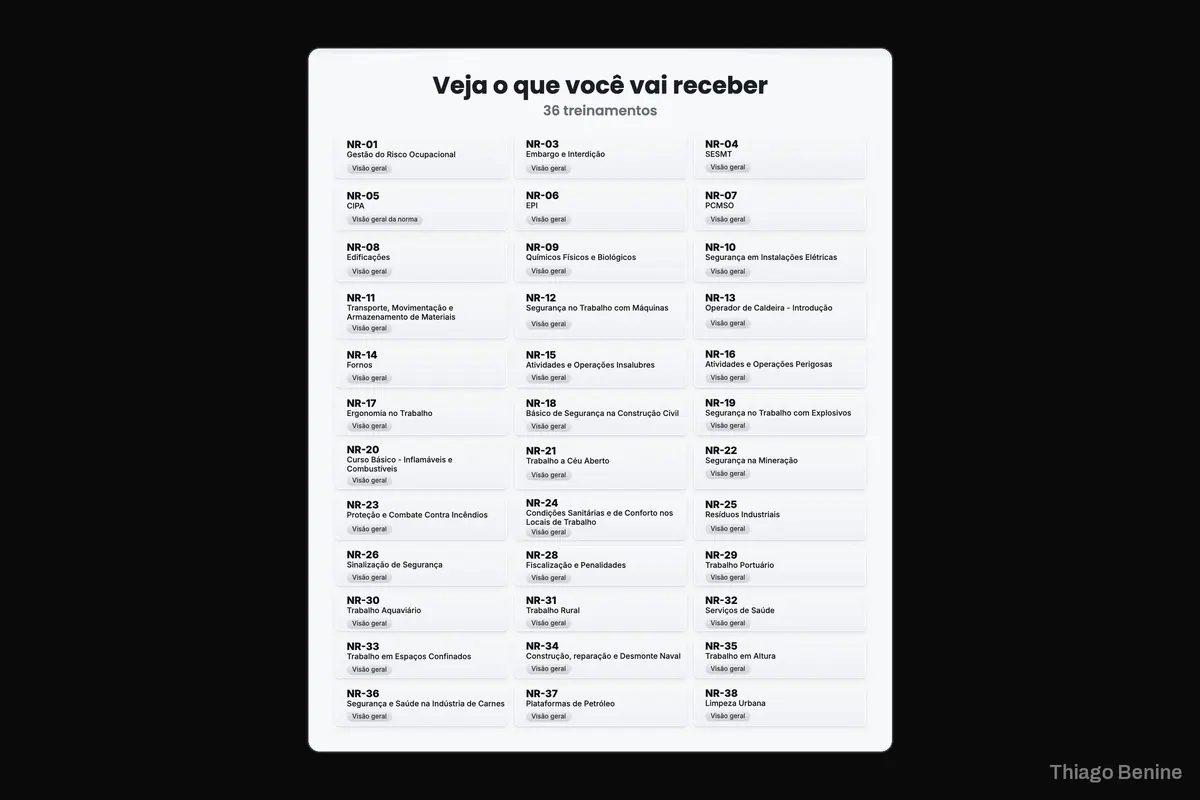 Veja o que você vai receber
36 treinamentos
NR-01
Gestão do Risco Ocupacional
Visão geral
NR-03
Embargo e Interdição
Visão geral
NR-04
SESMT
Visão geral
NR-05
CIPA
Visão geral da norma
NR-06
EPI
Visão geral
NR-07
PCMSO
Visão geral
NR-08
Edificações
Visão geral
NR-09
Químicos Físicos e Biológicos
Visão geral
NR-10
Segurança em Instalações Elétricas
Visão geral
NR-11
Transporte, Movimentação e
Armazenamento de Materiais
Visão geral
NR-12
Segurança no Trabalho com Máquinas
Visão geral
NR-13
Operador de Caldeira - Introdução
Visão geral
NR-14
Fornos
Visão geral
NR-15
Atividades e Operações Insalubres
Visão geral
NR-16
Atividades e Operações Perigosas
Visão geral
NR-17
Ergonomia no Trabalho
Visão geral
NR-18
Básico de Segurança na Construção Civil
Visão geral
NR-19
Segurança no Trabalho com Explosivos
Visão geral
NR-20
Curso Básico - Inflamáveis e
Combustíveis
Visão geral
NR-21
Trabalho a Céu Aberto
Visão geral
NR-22
Segurança na Mineração
Visão geral
NR-23
Proteção e Combate Contra Incêndios
Visão geral
NR-24
Condições Sanitárias e de Conforto nos
Locais de Trabalho
Visão geral
NR-25
Resíduos Industriais
Visão geral
NR-26
Sinalização de Segurança
Visão geral
NR-28
Fiscalização e Penalidades
Visão geral
NR-29
Trabalho Portuário
Visão geral
NR-30
Trabalho Aquaviário
Visão geral
NR-31
Trabalho Rural
Visão geral
NR-32
Serviços de Saúde
Visão geral
NR-33
Trabalho em Espaços Confinados
Visão geral
NR-34
Construção, reparação e Desmonte Naval
Visão geral
NR-35
Trabalho em Altura
Visão geral
NR-36
Segurança e Saúde na Indústria de Carnes
Visão geral
NR-37
Plataformas de Petróleo
Visão geral
NR-38
Limpeza Urbana
Visão geral
Thiago Benine